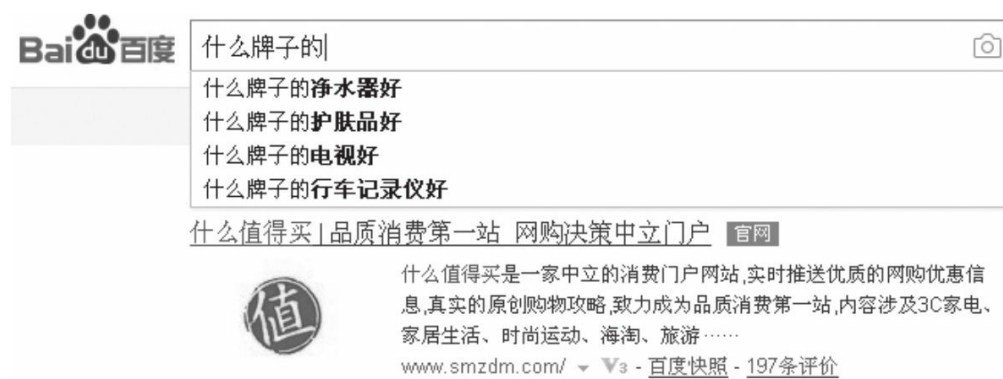 Bai du 百度
什么牌子的
什么牌子的净水器好
什么牌子的护肤品好
什么牌子的电视好
什么牌子的行车记录仪好
什么值得买|品质消费第一站 网购决策中立门户 官网
值
什么值得买是一家中立的消费门户网站,实时推送优质的网购优惠信
息,真实的原创购物攻略,致力成为品质消费第一站,内容涉及3C家电、
家居生活、时尚运动、海淘、旅游……
www.smzdm.com/ V3 - 百度快照 - 197条评价